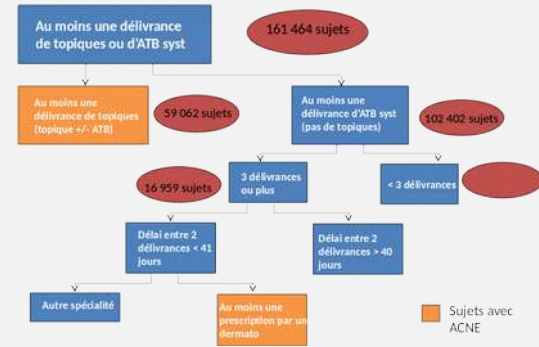 Au moins une délivrance
de topiques ou d'ATB syst
161 464 sujets
Au moins une
délivrance de topiques
(topique +/- ATB)
59 062 sujets
Au moins une
délivrance d'ATB syst
(pas de topiques)
102 402 sujets
16 959 sujets
3 délivrances
ou plus
< 3 délivrances
Délai entre 2
délivrances < 41
jours
Délai entre 2
délivrances > 40
jours
Autre spécialité
Au moins une
prescription par un
dermato
Sujets avec
ACNE